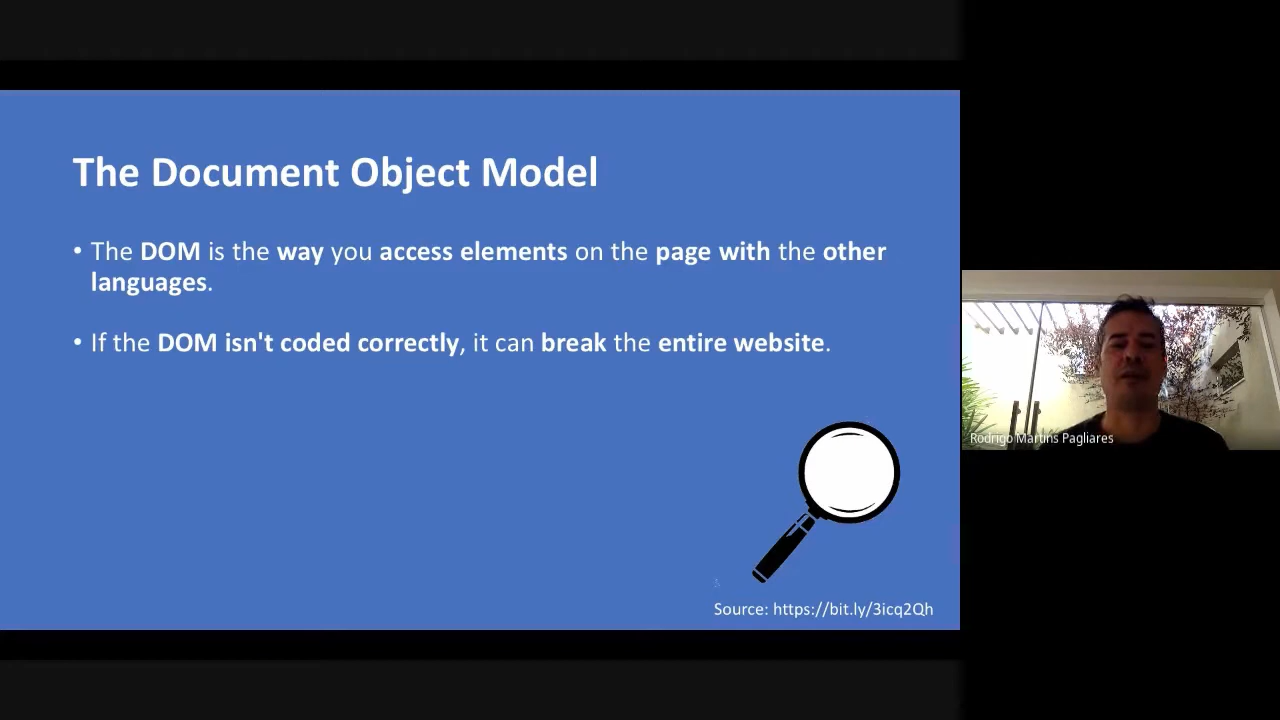 The Document Object Model
• The DOM is the way you access elements on the page with the other
languages.
• If the DOM isn't coded correctly, it can break the entire website.
Rodrigo Martins Pagliares
Source: https://bit.ly/3icq2Qh